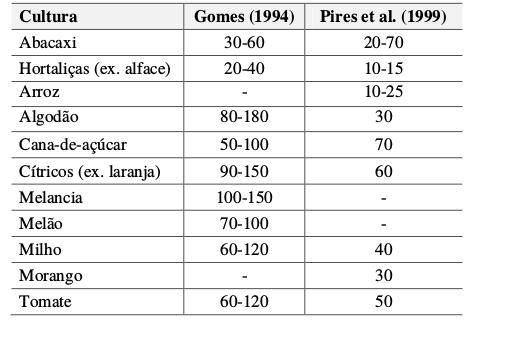 Cultura Gomes (1994) Pires et al. (1999)
Abacaxi 30-60 20-70
Hortaliças (ex. alface) 20-40 10-15
Arroz - 10-25
Algodão 80-180 30
Cana-de-açúcar 50-100 70
Cítricos (ex. laranja) 90-150 60
Melancia 100-150 -
Melão 70-100 -
Milho 60-120 40
Morango - 30
Tomate 60-120 50